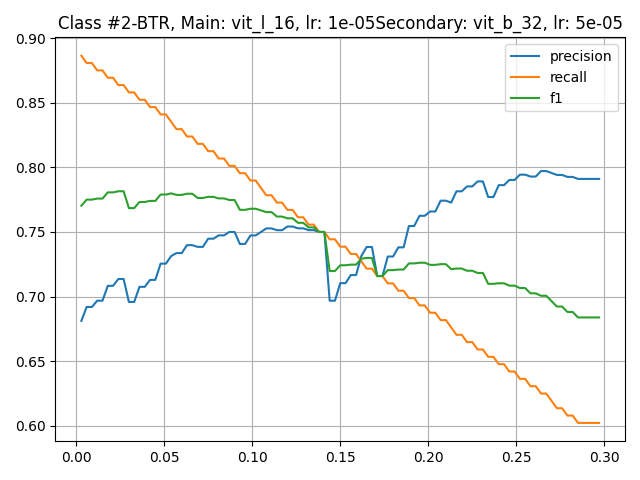 Class #2-BTR, Main: vit_l_16, lr: 1e-05Secondary: vit_b_32, lr: 5e-05
precision
recall
f1
0.90
0.85
0.80
0.75
0.70
0.65
0.60
0.00 0.05 0.10 0.15 0.20 0.25 0.30